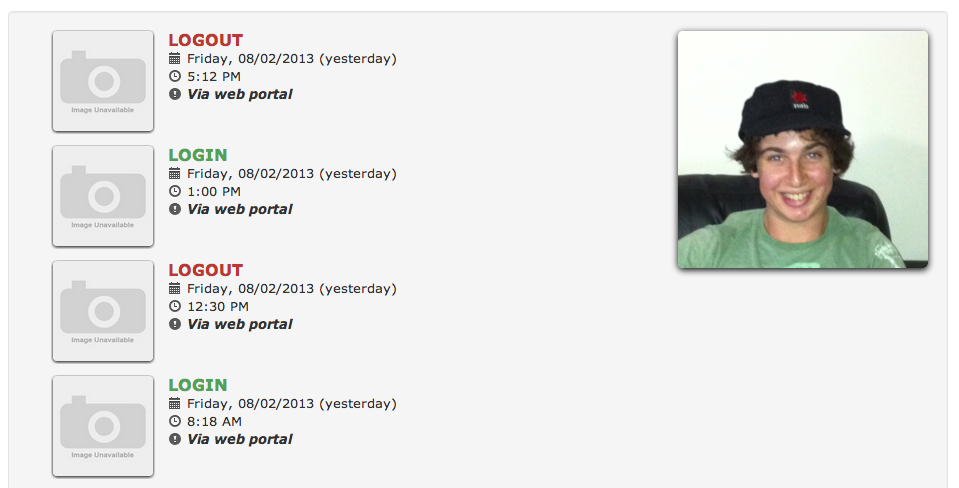 LOGOUT
Friday, 08/02/2013 (yesterday)
5:12 PM
Via web portal
Image Unavailable
LOGIN
Friday, 08/02/2013 (yesterday)
1:00 PM
Via web portal
Image Unavailable
LOGOUT
Friday, 08/02/2013 (yesterday)
12:30 PM
Via web portal
Image Unavailable
LOGIN
Friday, 08/02/2013 (yesterday)
8:18 AM
Via web portal
Image Unavailable